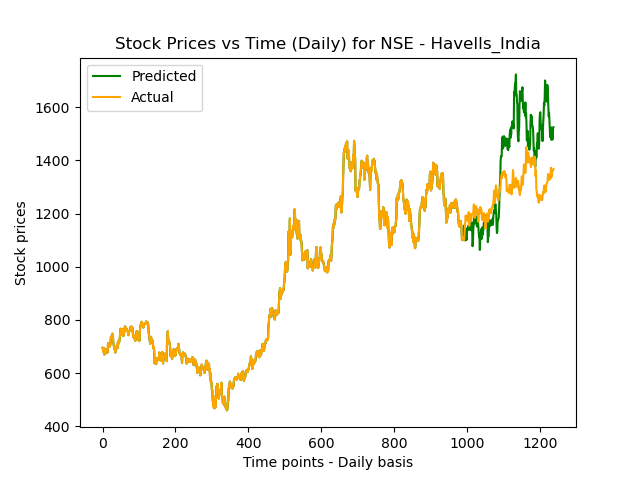 Stock Prices vs Time (Daily) for NSE - Havells_India
Predicted
Actual
Stock prices
1600
1400
1200
1000
800
600
400
0 200 400 600 800 1000 1200
Time points - Daily basis